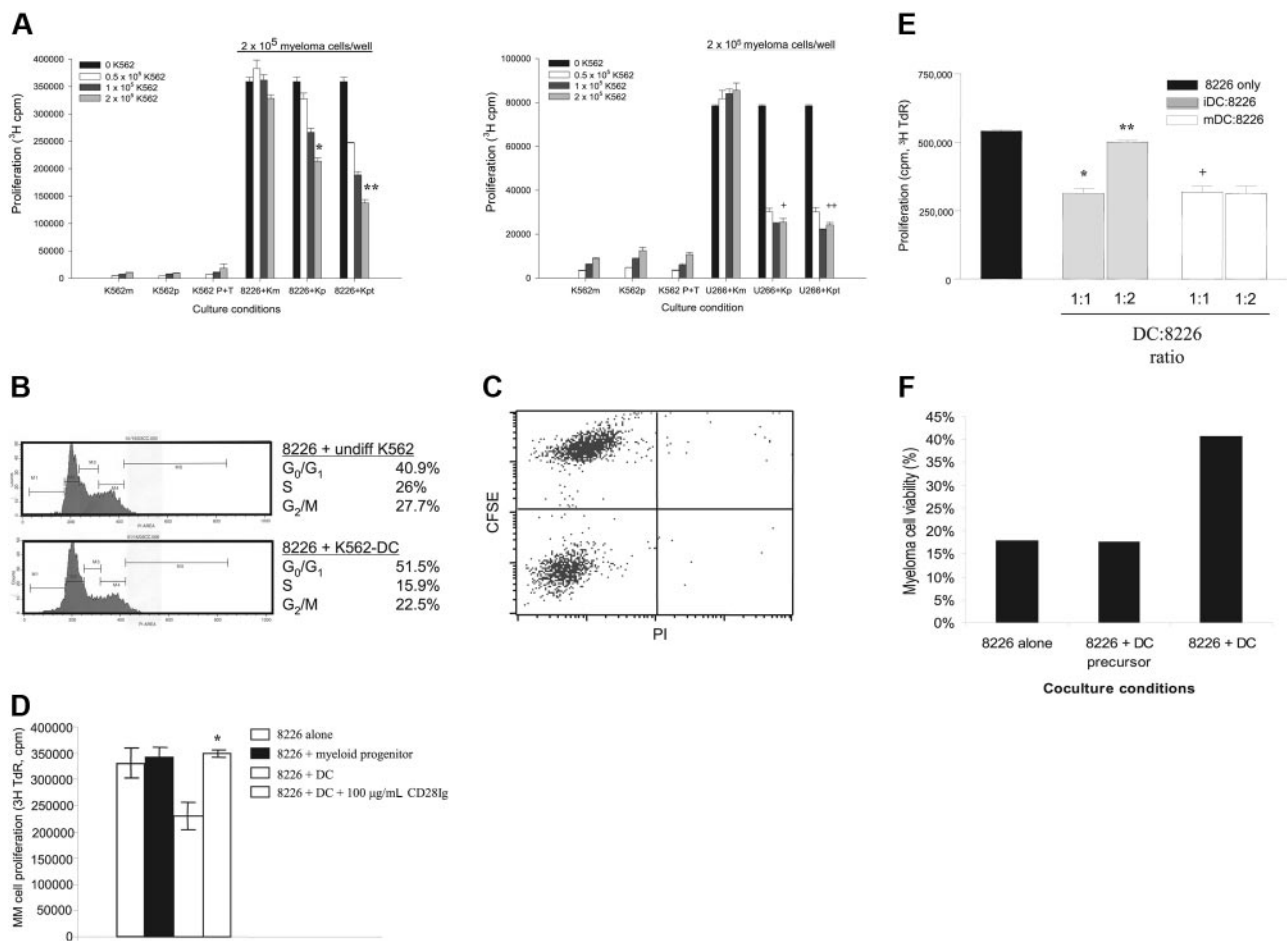 A
2 x 10⁵ myeloma cells/well
Proliferation (³H cpm)
400000
350000
300000
250000
200000
150000
100000
50000
0
0 K562
0.5 x 10⁵ K562
1 x 10⁵ K562
2 x 10⁵ K562
*
**
K562m K562p K562 P+T 8226+Km 8226+Kp 8226+Kpt
Culture conditions
2 x 10⁵ myeloma cells/well
Proliferation (³H cpm)
100000
80000
60000
40000
20000
0
0 K562
0.5 x 10⁵ K562
1 x 10⁵ K562
2 x 10⁵ K562
+
++
K562m K562p K562 P+T U266+Km U266+Kp U266+Kpt
Culture condition
E
Proliferation (cpm, ³H TdR)
750,000
500,000
250,000
0
8226 only
iDC:8226
mDC:8226
*
**
+
1:1 1:2 1:1 1:2
DC:8226
ratio
B
M1
PI-AREA
8226 + undiff K562
G₀/G₁ 40.9%
S 26%
G₂/M 27.7%
M1
PI-AREA
8226 + K562-DC
G₀/G₁ 51.5%
S 15.9%
G₂/M 22.5%
C
CFSE
PI
F
Myeloma cell viability (%)
45%
40%
35%
30%
25%
20%
15%
10%
5%
0%
8226 alone 8226 + DC 8226 + DC
precursor
Coculture conditions
D
MM cell proliferation (3H TdR, cpm)
400000
350000
300000
250000
200000
150000
100000
50000
0
*
8226 alone
8226 + myeloid progenitor
8226 + DC
8226 + DC + 100 µg/mL CD28Ig